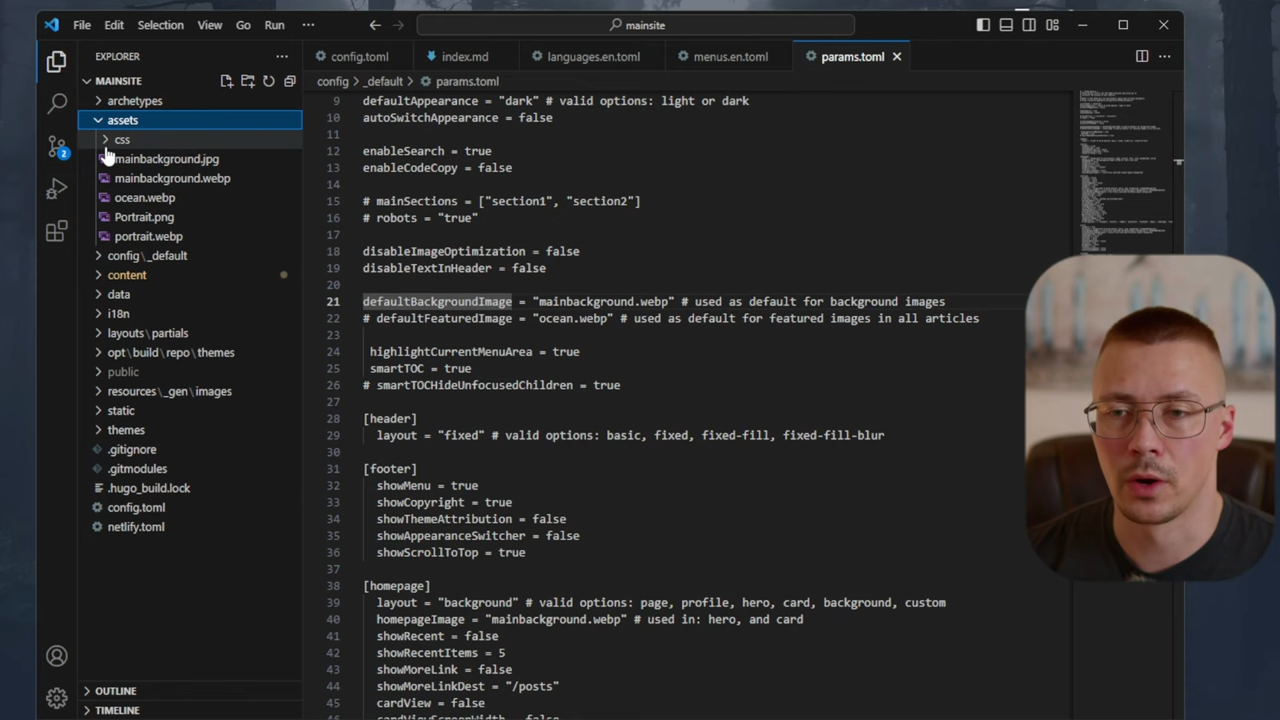 File Edit Selection View Go Run ··· mainsite
EXPLORER ···
MAINSITE
archetypes
assets
css
mainbackground.jpg
mainbackground.webp
ocean.webp
Portrait.png
portrait.webp
config\_default
content
data
i18n
layouts\partials
opt\build\repo\themes
public
resources\_gen\images
static
themes
.gitignore
.gitmodules
.hugo_build.lock
config.toml
netlify.toml
OUTLINE
TIMELINE
2
config.toml index.md languages.en.toml menus.en.toml params.toml
config > _default > params.toml
9 defaultAppearance = "dark" # valid options: light or dark
10 autoSwitchAppearance = false
11
12 enableSearch = true
13 enableCodeCopy = false
14
15 # mainSections = ["section1", "section2"]
16 # robots = "true"
17
18 disableImageOptimization = false
19 disableTextInHeader = false
20
21 defaultBackgroundImage = "mainbackground.webp" # used as default for background images
22 # defaultFeaturedImage = "ocean.webp" # used as default for featured images in all articles
23
24 highlightCurrentMenuArea = true
25 smartTOC = true
26 # smartTOCHideUnfocusedChildren = true
27
28 [header]
29 layout = "fixed" # valid options: basic, fixed, fixed-fill, fixed-fill-blur
30
31 [footer]
32 showMenu = true
33 showCopyright = true
34 showThemeAttribution = false
35 showAppearanceSwitcher = false
36 showScrollToTop = true
37
38 [homepage]
39 layout = "background" # valid options: page, profile, hero, card, background, custom
40 homepageImage = "mainbackground.webp" # used in: hero, and card
41 showRecent = false
42 showRecentItems = 5
43 showMoreLink = false
44 showMoreLinkDest = "/posts"
45 cardView = false
46 cardViewScreenWidth = false